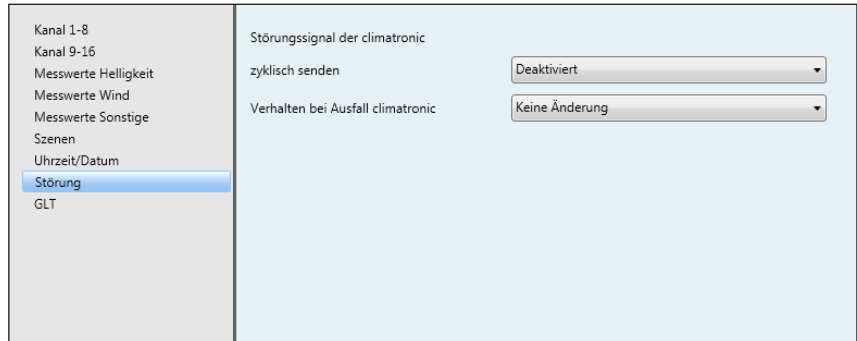 Kanal 1-8
Kanal 9-16
Messwerte Helligkeit
Messwerte Wind
Messwerte Sonstige
Szenen
Uhrzeit/Datum
Störung
GLT
Störungssignal der climatronic
zyklisch senden
Deaktiviert
Verhalten bei Ausfall climatronic
Keine Änderung